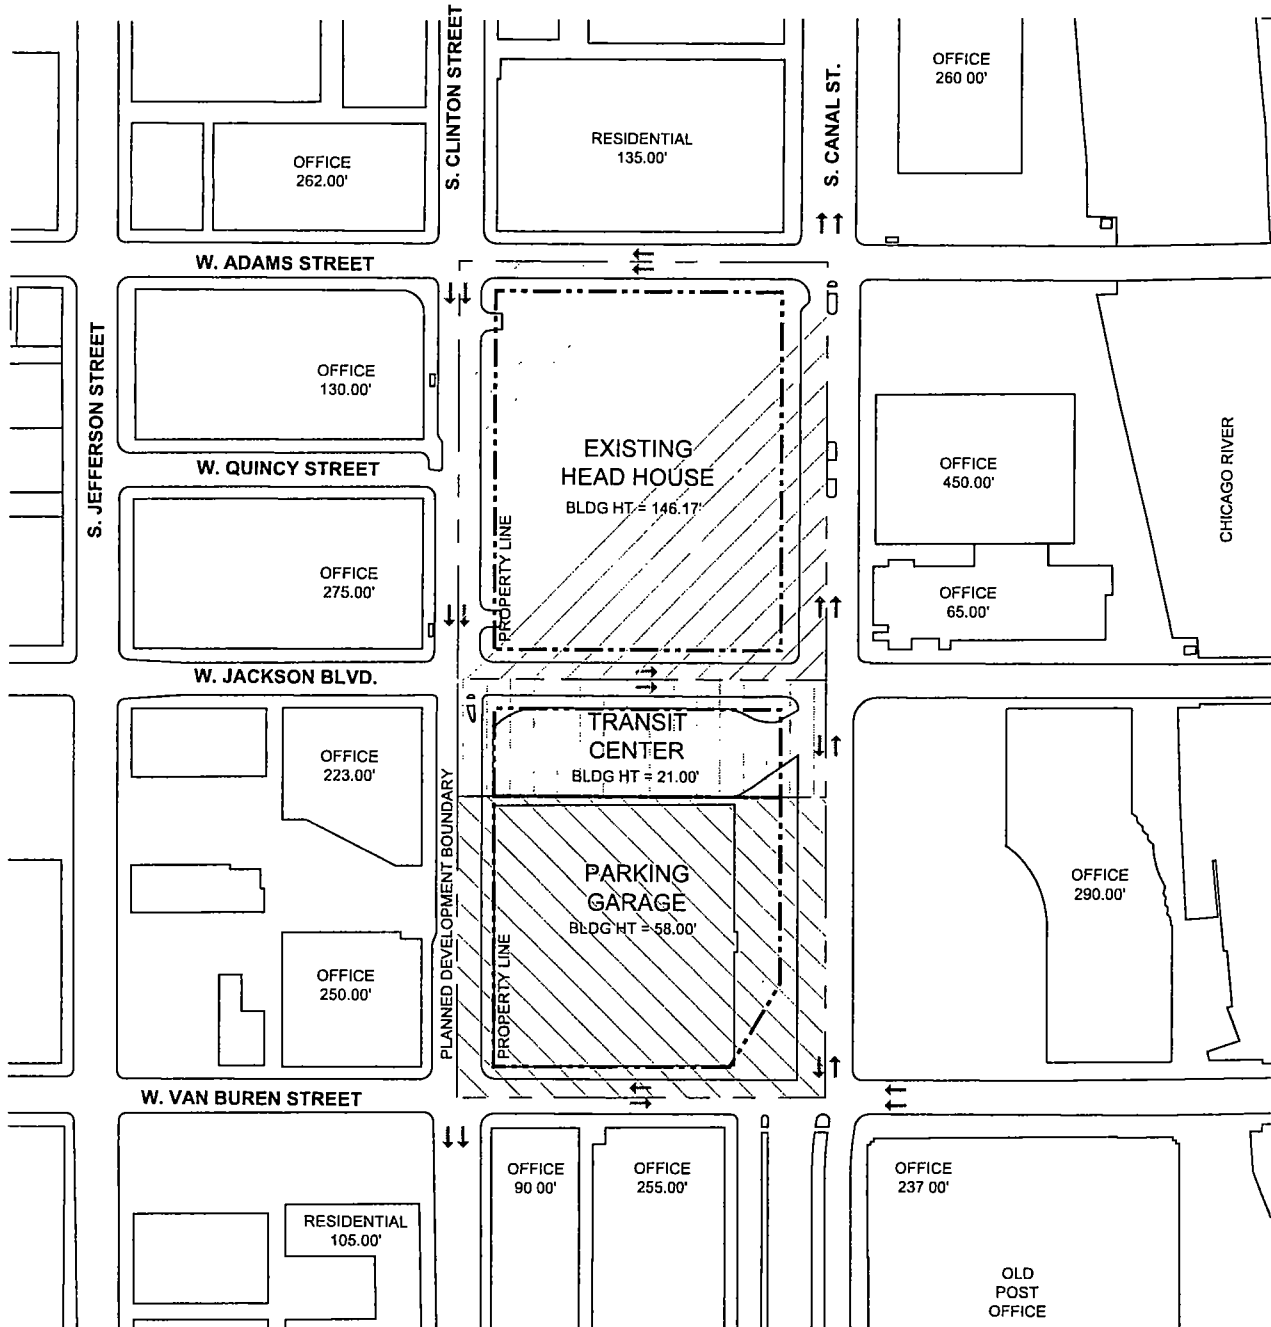 S. CLINTON STREET
S. CANAL ST.
OFFICE
260 00'
RESIDENTIAL
135.00'
OFFICE
262.00'
W. ADAMS STREET
S. JEFFERSON STREET
OFFICE
130.00'
EXISTING
HEAD HOUSE
BLDG HT = 146.17'
PROPERTY LINE
OFFICE
450.00'
CHICAGO RIVER
W. QUINCY STREET
OFFICE
275.00'
OFFICE
65.00'
W. JACKSON BLVD.
OFFICE
223.00'
TRANSIT
CENTER
BLDG HT = 21.00'
PLANNED DEVELOPMENT BOUNDARY
PARKING
GARAGE
BLDG HT = 58.00'
PROPERTY LINE
OFFICE
290.00'
OFFICE
250.00'
W. VAN BUREN STREET
OFFICE
90 00'
OFFICE
255.00'
OFFICE
237 00'
RESIDENTIAL
105.00'
OLD
POST
OFFICE